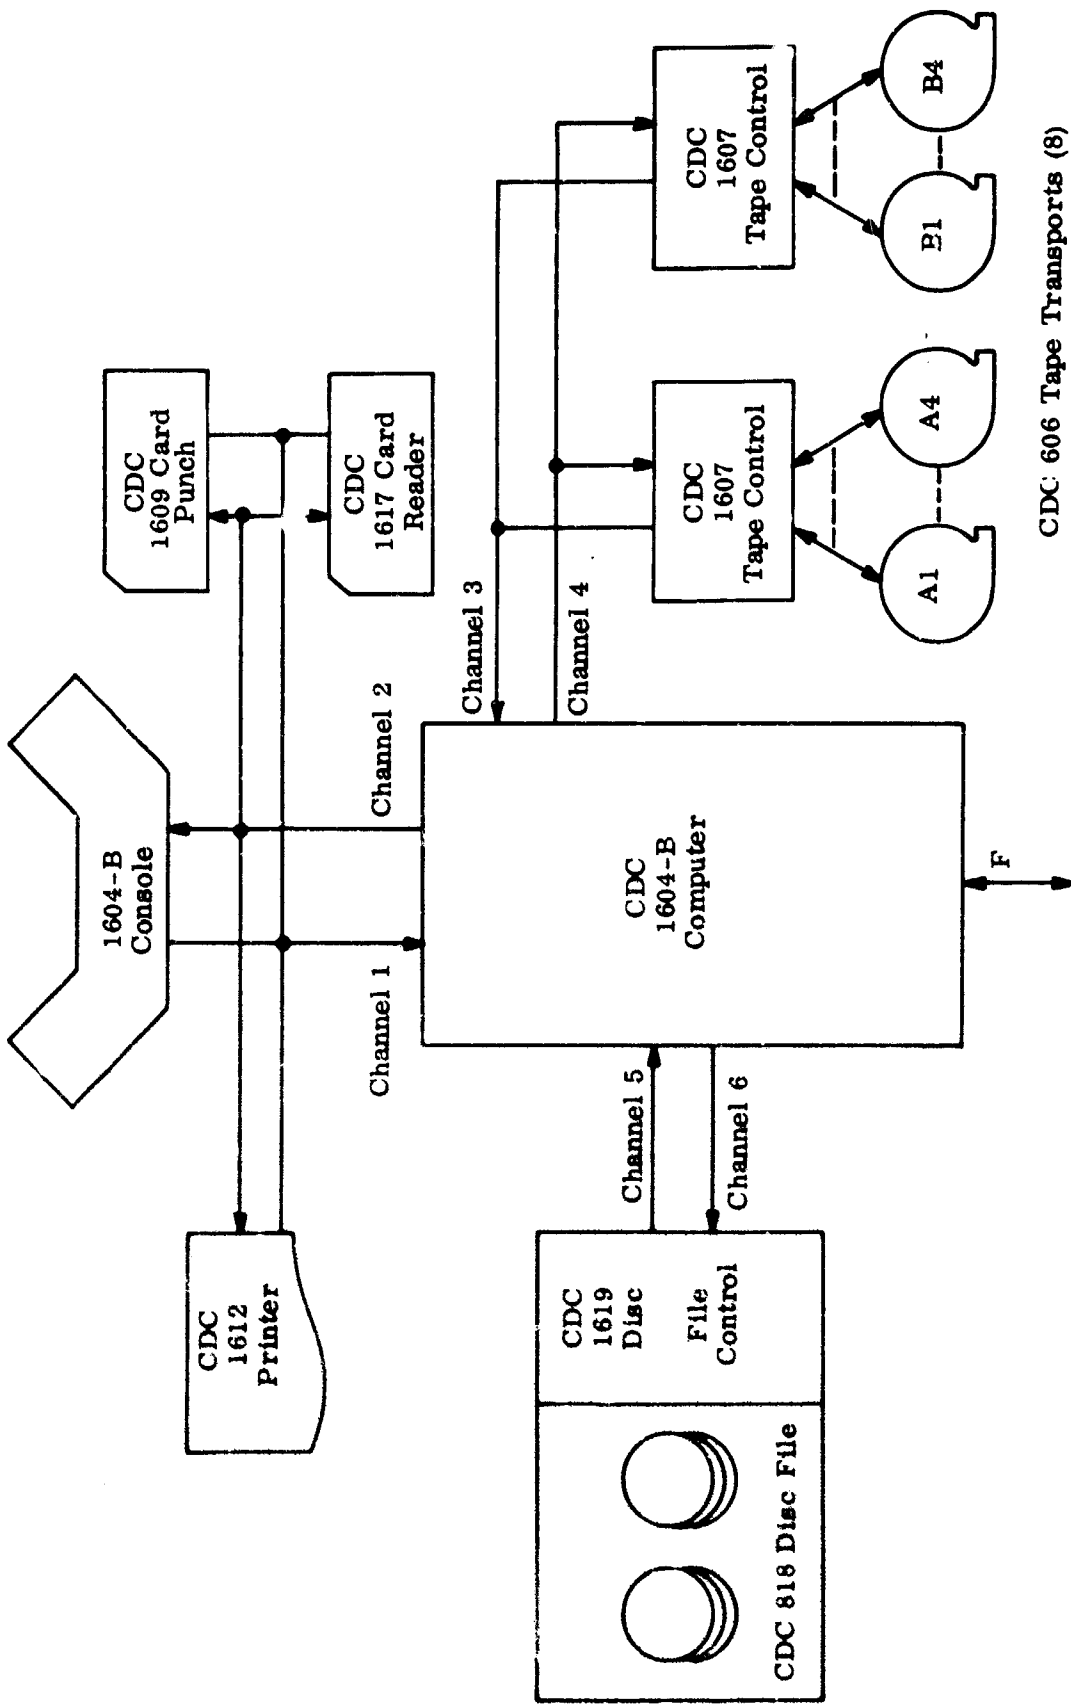 1604-B
Console
CDC
1612
Printer
CDC
1609 Card
Punch
CDC
1617 Card
Reader
Channel 1
Channel 2
Channel 3
Channel 4
CDC
1604-B
Computer
Channel 5
Channel 6
CDC
1619
Disc
File
Control
CDC 818 Disc File
F
CDC
1607
Tape Control
CDC
1607
Tape Control
A1
A4
B1
B4
CDC 606 Tape Transports (8)